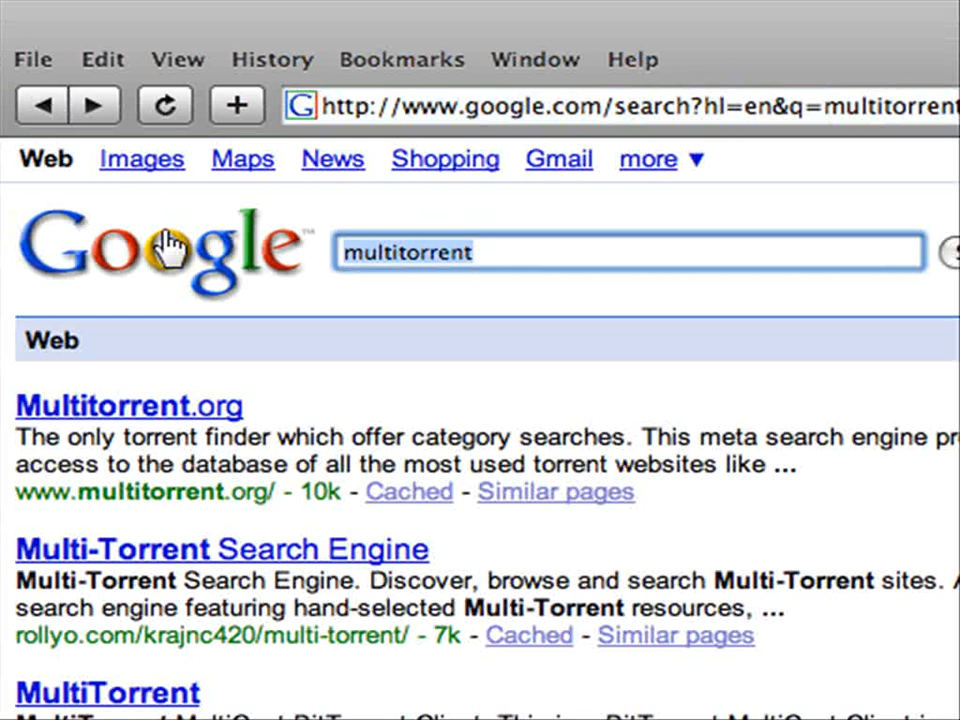 File Edit View History Bookmarks Window Help
http://www.google.com/search?hl=en&q=multitorrent
Web Images Maps News Shopping Gmail more ▼
Google™ multitorrent
Web
Multitorrent.org
The only torrent finder which offer category searches. This meta search engine
access to the database of all the most used torrent websites like ...
www.multitorrent.org/ - 10k - Cached - Similar pages
Multi-Torrent Search Engine
Multi-Torrent Search Engine. Discover, browse and search Multi-Torrent sites.
search engine featuring hand-selected Multi-Torrent resources, ...
rollyo.com/krajnc420/multi-torrent/ - 7k - Cached - Similar pages
MultiTorrent